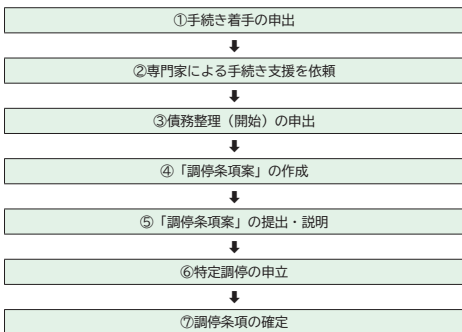 ①手続き着手の申出
②専門家による手続き支援を依頼
③債務整理（開始）の申出
④「調停条項案」の作成
⑤「調停条項案」の提出・説明
⑥特定調停の申立
⑦調停条項の確定